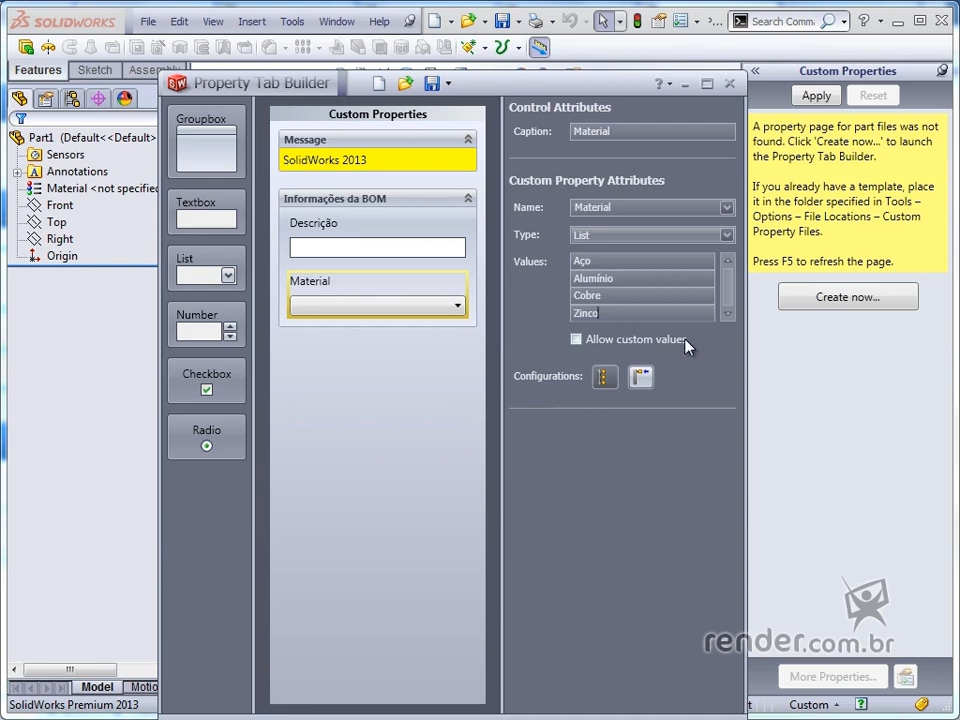 SOLIDWORKS
File Edit View Insert Tools Window Help
Search Comma
Features Sketch Assemb
Property Tab Builder
Custom Properties
Apply
Reset
A property page for part files was not
found. Click 'Create now...' to launch
the Property Tab Builder.
If you already have a template, place
it in the folder specified in Tools –
Options – File Locations – Custom
Property Files.
Press F5 to refresh the page.
Create now...
Part1 (Default<<Default>
Sensors
Annotations
Material <not specifie
Front
Top
Right
Origin
Groupbox
Textbox
List
Number
Checkbox
Radio
Custom Properties
Message
SolidWorks 2013
Informações da BOM
Descrição
Material
Control Attributes
Caption: Material
Custom Property Attributes
Name: Material
Type: List
Values: Aço
Alumínio
Cobre
Zinco
Allow custom values
Configurations:
render.com.br
More Properties...
Model Motio
SolidWorks Premium 2013
Custom